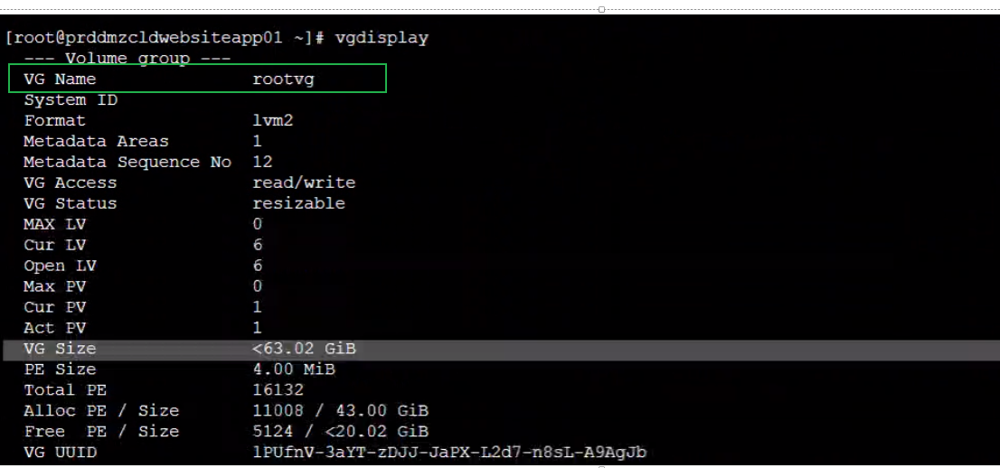 [root@prddmzcldwebsiteapp01 ~]# vgdisplay
--- Volume group ---
VG Name rootvg
System ID
Format lvm2
Metadata Areas 1
Metadata Sequence No 12
VG Access read/write
VG Status resizable
MAX LV 0
Cur LV 6
Open LV 6
Max PV 0
Cur PV 1
Act PV 1
VG Size <63.02 GiB
PE Size 4.00 MiB
Total PE 16132
Alloc PE / Size 11008 / 43.00 GiB
Free PE / Size 5124 / <20.02 GiB
VG UUID lPUfnV-3aYT-zDJJ-JaPX-L2d7-n8sL-A9AgJb